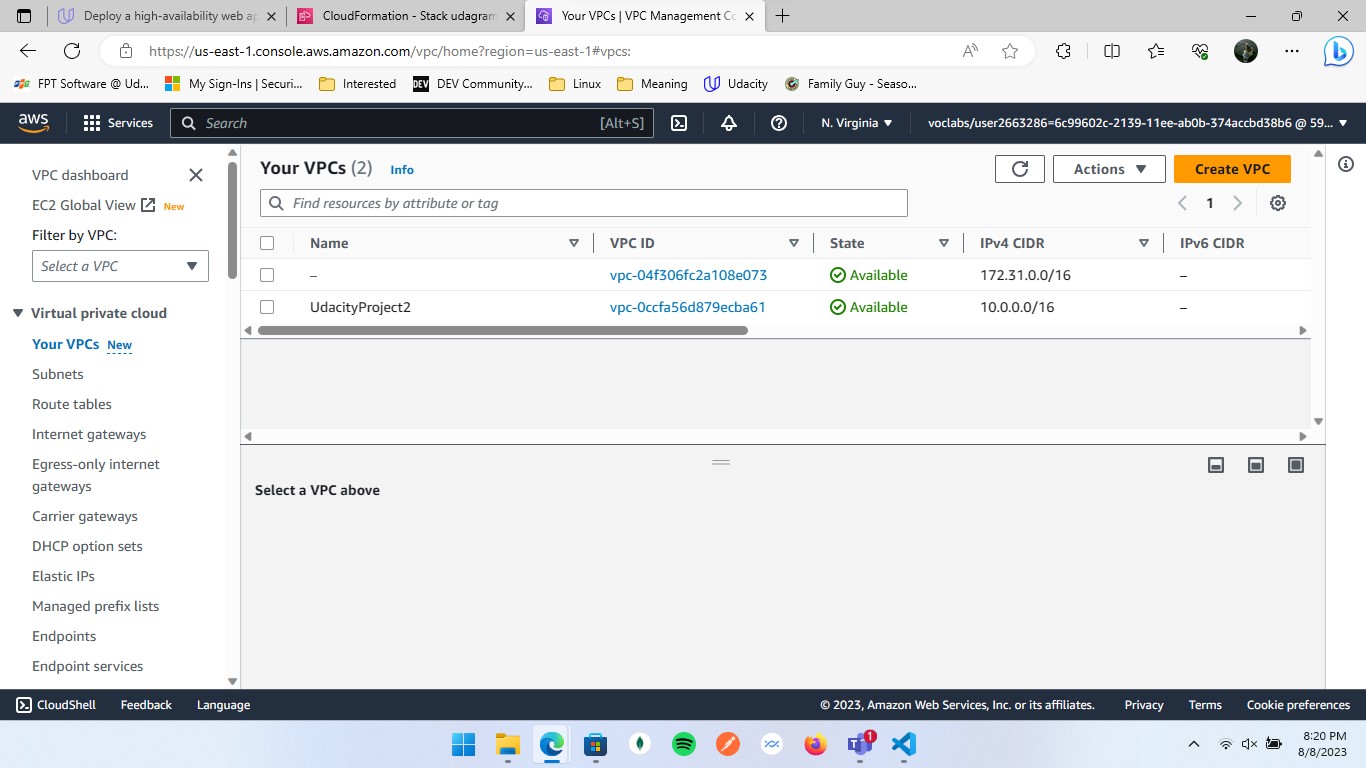 Deploy a high-availability web ap
CloudFormation - Stack udagram
Your VPCs | VPC Management Co
https://us-east-1.console.aws.amazon.com/vpc/home?region=us-east-1#vpcs:
FPT Software @ Ud...
My Sign-Ins | Securi...
Interested
DEV DEV Community...
Linux
Meaning
Udacity
Family Guy - Seaso...
aws
Services
Search
[Alt+S]
N. Virginia
voclabs/user2663286=6c99602c-2139-11ee-ab0b-374accbd38b6 @ 59...
VPC dashboard
EC2 Global View New
Filter by VPC:
Select a VPC
Virtual private cloud
Your VPCs New
Subnets
Route tables
Internet gateways
Egress-only internet
gateways
Carrier gateways
DHCP option sets
Elastic IPs
Managed prefix lists
Endpoints
Endpoint services
Your VPCs (2) Info
Actions
Create VPC
Find resources by attribute or tag
1
Name VPC ID State IPv4 CIDR IPv6 CIDR
– vpc-04f306fc2a108e073 Available 172.31.0.0/16 –
UdacityProject2 vpc-0ccfa56d879ecba61 Available 10.0.0.0/16 –
Select a VPC above
CloudShell Feedback Language
© 2023, Amazon Web Services, Inc. or its affiliates. Privacy Terms Cookie preferences
1
8:20 PM
8/8/2023